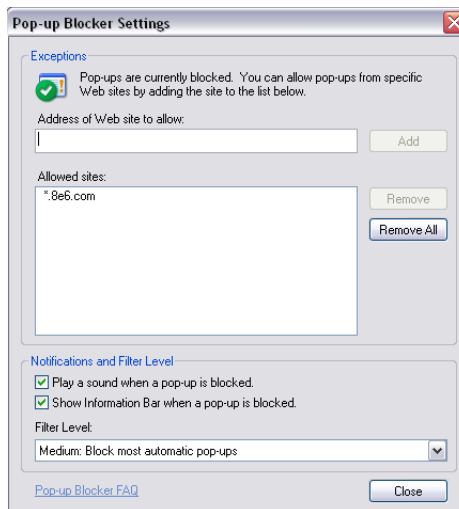 Pop-up Blocker Settings
Exceptions
Pop-ups are currently blocked. You can allow pop-ups from specific
Web sites by adding the site to the list below.
Address of Web site to allow:
Add
Allowed sites:
*.8e6.com
Remove
Remove All
Notifications and Filter Level
Play a sound when a pop-up is blocked.
Show Information Bar when a pop-up is blocked.
Filter Level:
Medium: Block most automatic pop-ups
Pop-up Blocker FAQ
Close